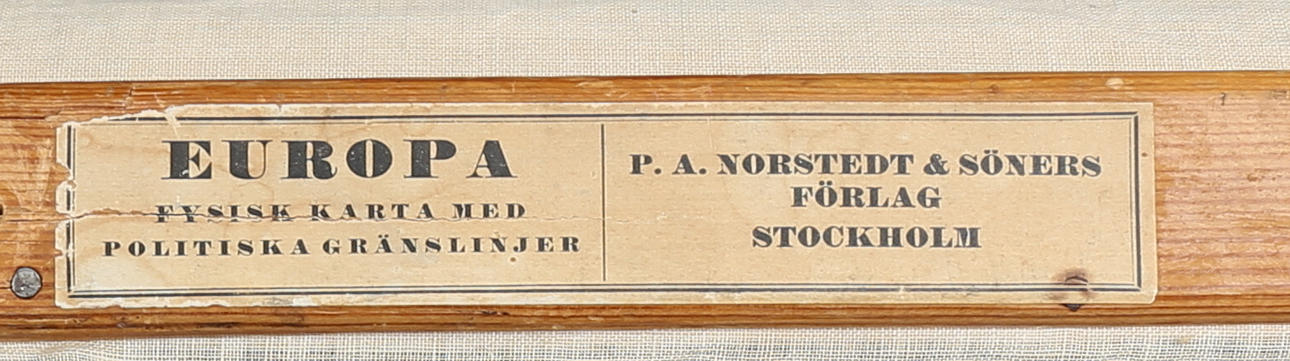 EUROPA
FYSISK KARTA MED
POLITISKA GRÄNSLINJER
P. A. NORSTEDT & SÖNERS
FÖRLAG
STOCKHOLM